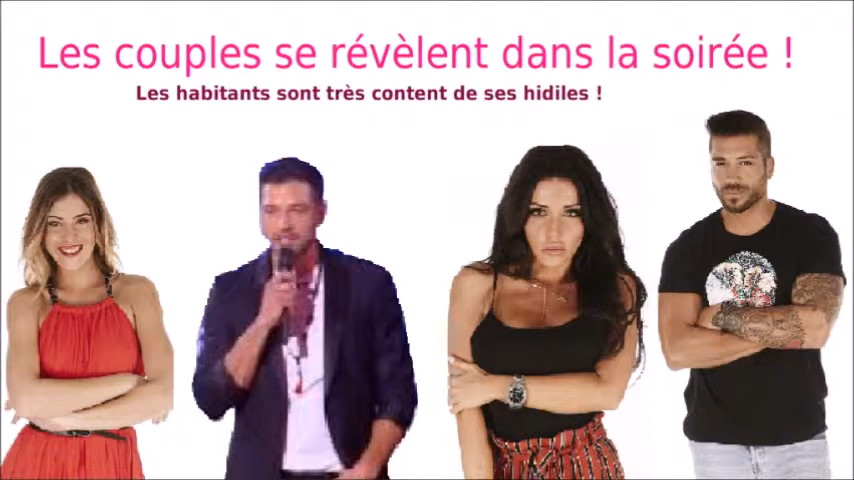 Les couples se révèlent dans la soirée !
Les habitants sont très content de ses hidiles !